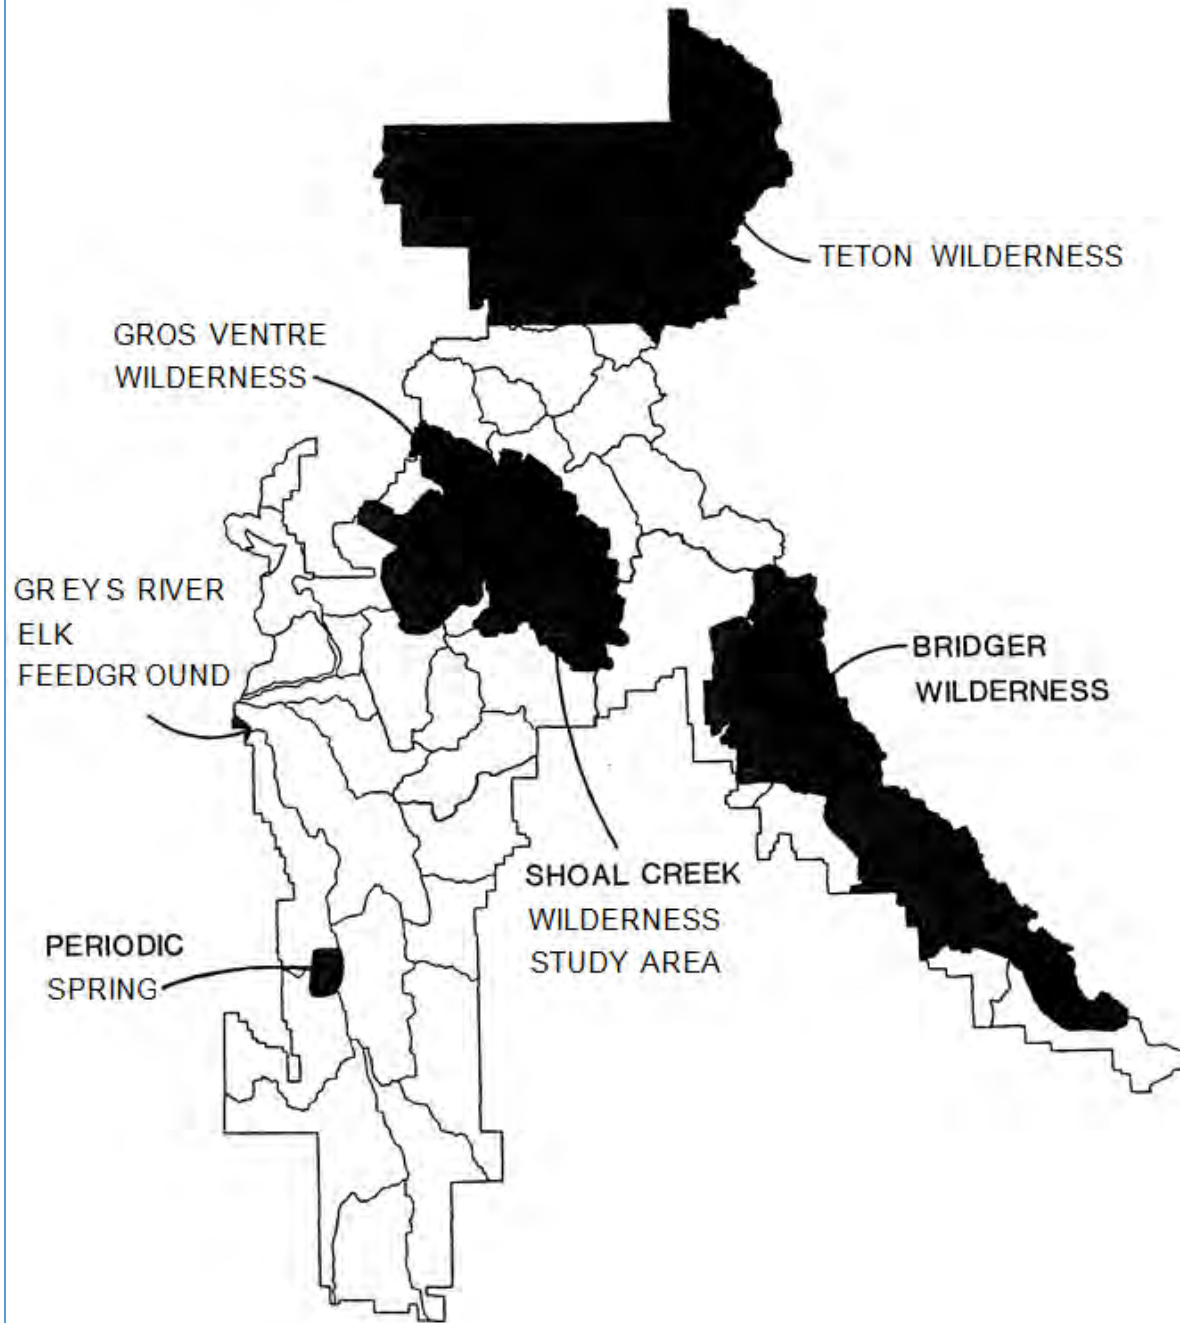 TETON WILDERNESS
GROS VENTRE
WILDERNESS
GREYS RIVER
ELK
FEEDGROUND
BRIDGER
WILDERNESS
SHOAL CREEK
WILDERNESS
STUDY AREA
PERIODIC
SPRING